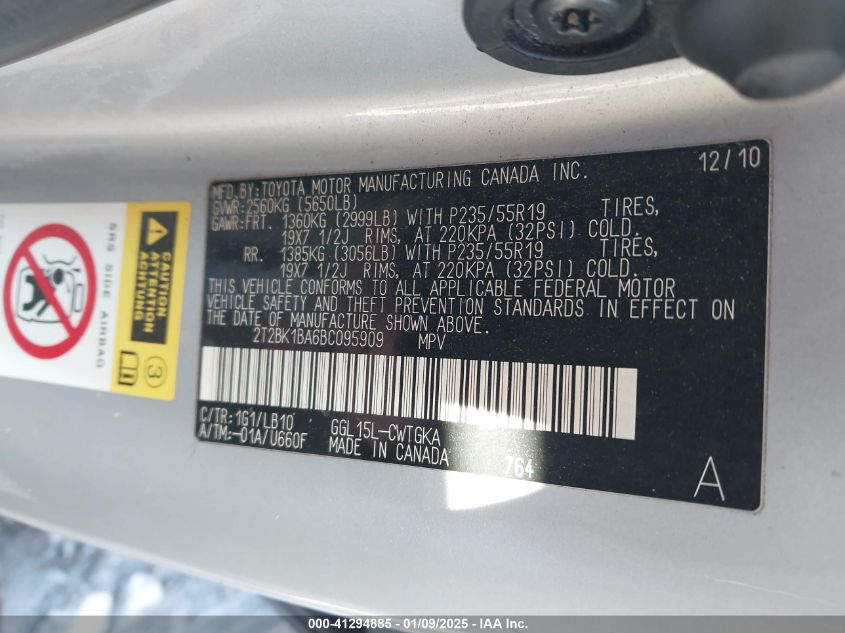 12/10
MFD.BY:TOYOTA MOTOR MANUFACTURING CANADA INC.
GVWR:2560KG (5650LB)
GAWR:FRT. 1360KG (2999LB) WITH P235/55R19 TIRES,
19X7 1/2J RIMS, AT 220KPA (32PSI) COLD.
RR. 1385KG (3056LB) WITH P235/55R19 TIRES,
19X7 1/2J RIMS, AT 220KPA (32PSI) COLD.
THIS VEHICLE CONFORMS TO ALL APPLICABLE FEDERAL MOTOR
VEHICLE SAFETY AND THEFT PREVENTION STANDARDS IN EFFECT ON
THE DATE OF MANUFACTURE SHOWN ABOVE.
2T2BK1BA6BC095909 MPV
C/TR:1G1/LB10 GGL15L-CWTGKA
A/TM:-01A/U660F MADE IN CANADA
764
A
CAUTION
ATTENTION
ACHTUNG
3
SRS SIDE AIRBAG
000-41294885 - 01/09/2025 - IAA Inc.